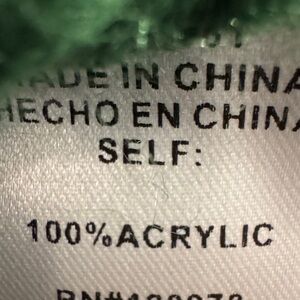 MADE IN CHINA
HECHO EN CHINA
SELF:
100%ACRYLIC